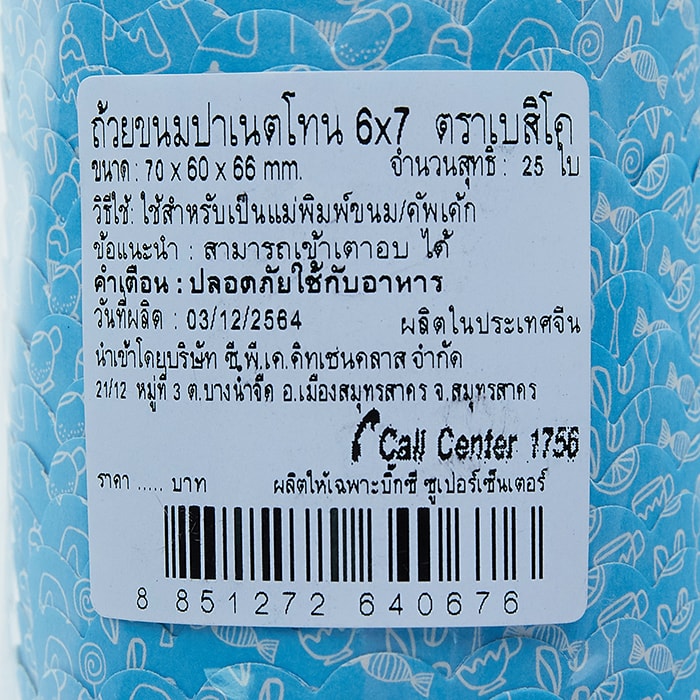 ถ้วยขนมปาเนตโทน 6x7 ตราเบสิโค
ขนาด : 70 x 60 x 66 mm. จำนวนสุทธิ : 25 ใบ
วิธีใช้: ใช้สำหรับเป็นแม่พิมพ์ขนม/คัพเค้ก
ข้อแนะนำ : สามารถเข้าเตาอบ ได้
คำเตือน : ปลอดภัยใช้กับอาหาร
วันที่ผลิต : 03/12/2564 ผลิตในประเทศจีน
นำเข้าโดยบริษัท ซี.พี.เค.คิทเชนคลาส จำกัด
21/12 หมู่ที่ 3 ต.บางน้ำจืด อ.เมืองสมุทรสาคร จ.สมุทรสาคร
Call Center 1756
ราคา ..... บาท ผลิตให้เฉพาะบิ๊กซี ซูเปอร์เซ็นเตอร์
8 851272 640676